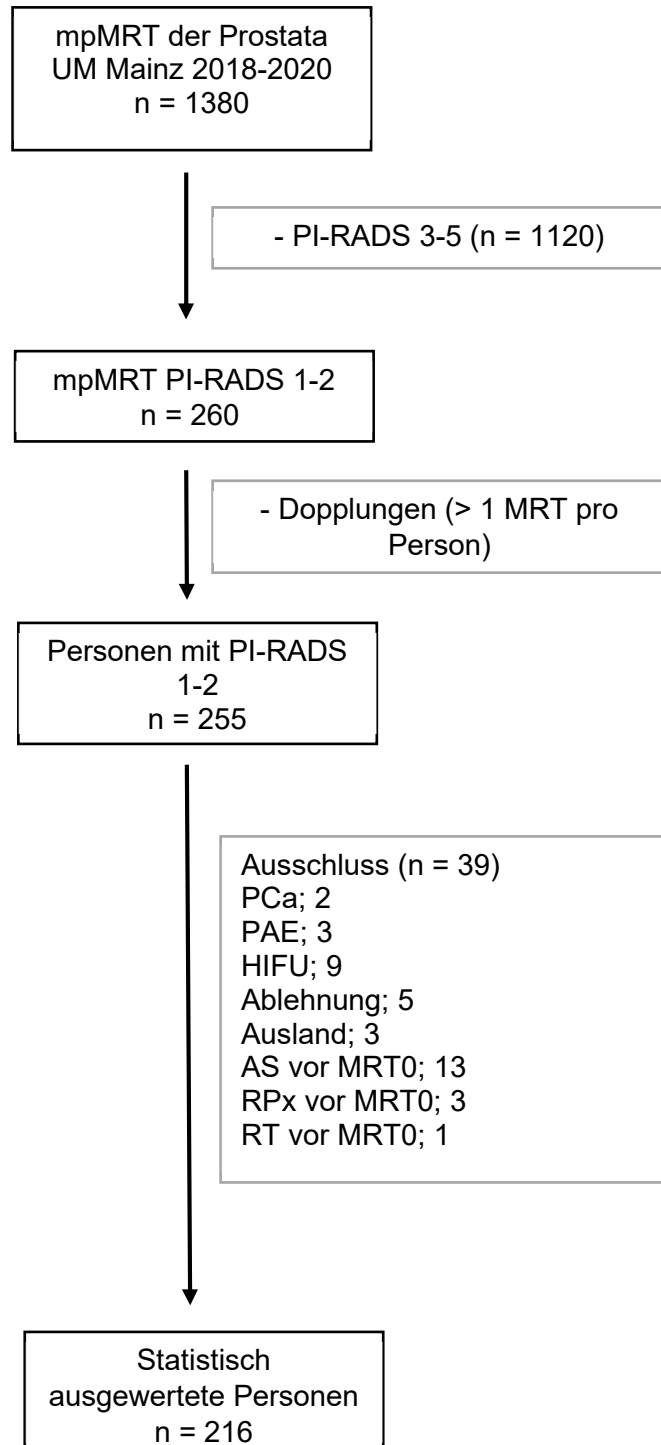 mpMRT der Prostata
UM Mainz 2018-2020
n = 1380
- PI-RADS 3-5 (n = 1120)
mpMRT PI-RADS 1-2
n = 260
- Dopplungen (> 1 MRT pro
Person)
Personen mit PI-RADS
1-2
n = 255
Ausschluss (n = 39)
PCa; 2
PAE; 3
HIFU; 9
Ablehnung; 5
Ausland; 3
AS vor MRT0; 13
RPx vor MRT0; 3
RT vor MRT0; 1
Statistisch
ausgewertete Personen
n = 216